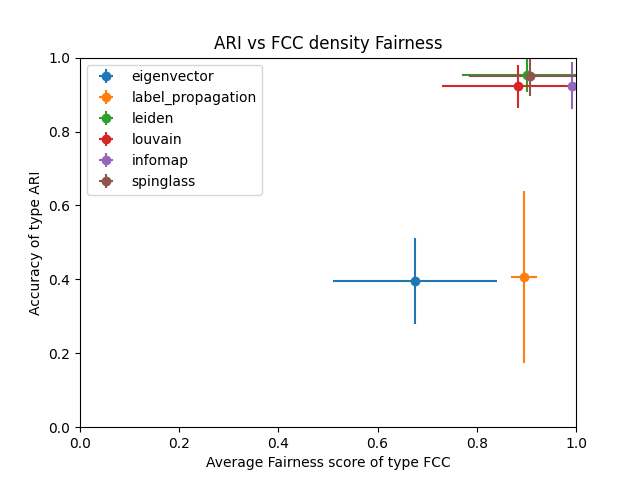 ARI vs FCC density Fairness
eigenvector
label_propagation
leiden
louvain
infomap
spinglass
1.0
0.8
0.6
0.4
0.2
0.0
Accuracy of type ARI
0.0 0.2 0.4 0.6 0.8 1.0
Average Fairness score of type FCC